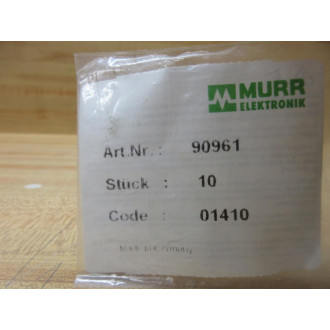 MURR
ELEKTRONIK
Art.Nr.: 90961
Stück : 10
Code : 01410